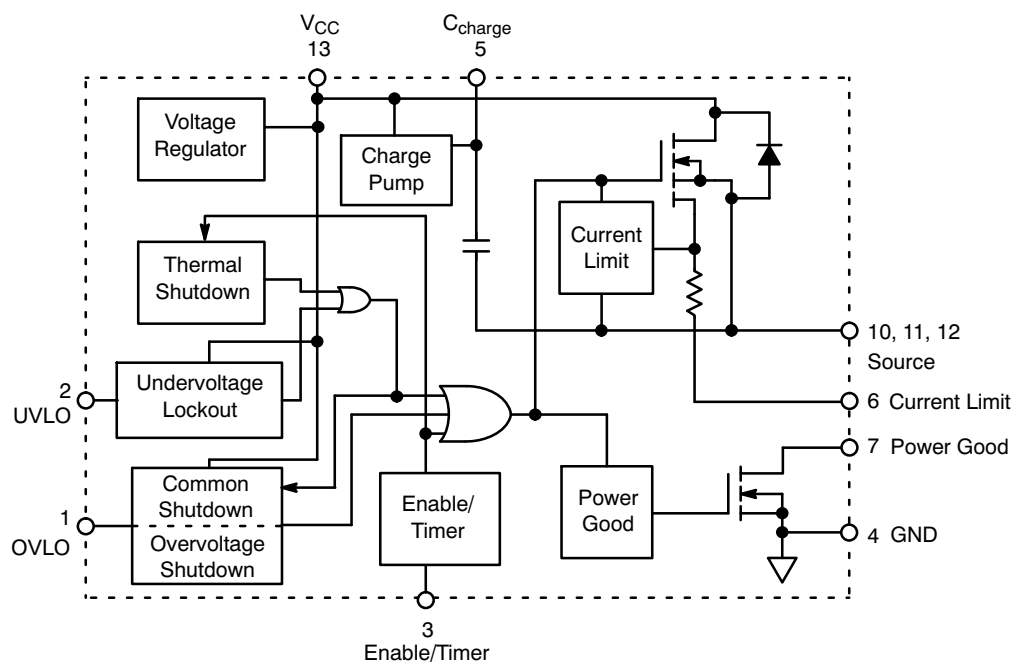 VCC
13
Ccharge
5
Voltage
Regulator
Charge
Pump
Thermal
Shutdown
Current
Limit
10, 11, 12
Source
2
UVLO
Undervoltage
Lockout
6 Current Limit
7 Power Good
1
OVLO
Common
Shutdown
Overvoltage
Shutdown
Enable/
Timer
Power
Good
4 GND
3
Enable/Timer